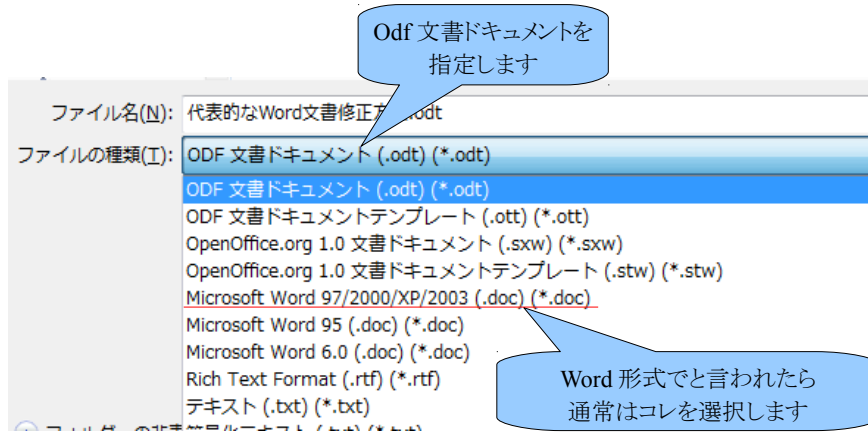 Odf 文書ドキュメントを
指定します
ファイル名(N): 代表的なWord文書修正方 .odt
ファイルの種類(T): ODF 文書ドキュメント (.odt) (*.odt)
ODF 文書ドキュメント (.odt) (*.odt)
ODF 文書ドキュメントテンプレート (.ott) (*.ott)
OpenOffice.org 1.0 文書ドキュメント (.sxw) (*.sxw)
OpenOffice.org 1.0 文書ドキュメントテンプレート (.stw) (*.stw)
Microsoft Word 97/2000/XP/2003 (.doc) (*.doc)
Microsoft Word 95 (.doc) (*.doc)
Microsoft Word 6.0 (.doc) (*.doc)
Rich Text Format (.rtf) (*.rtf)
テキスト (.txt) (*.txt)
Word 形式でと言われたら
通常はコレを選択します